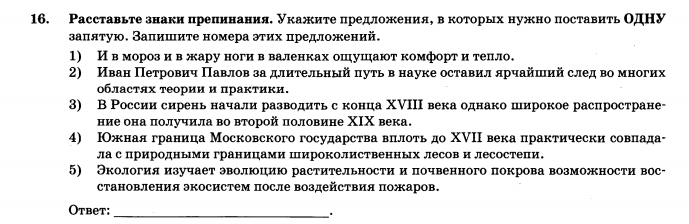 16. Расставьте знаки препинания. Укажите предложения, в которых нужно поставить ОДНУ
запятую. Запишите номера этих предложений.
1) И в мороз и в жару ноги в валенках ощущают комфорт и тепло.
2) Иван Петрович Павлов за длительный путь в науке оставил ярчайший след во многих
областях теории и практики.
3) В России сирень начали разводить с конца XVIII века однако широкое распростране-
ние она получила во второй половине XIX века.
4) Южная граница Московского государства вплоть до XVII века практически совпада-
ла с природными границами широколиственных лесов и лесостепи.
5) Экология изучает эволюцию растительности и почвенного покрова возможности вос-
становления экосистем после воздействия пожаров.
Ответ: ______________________________.